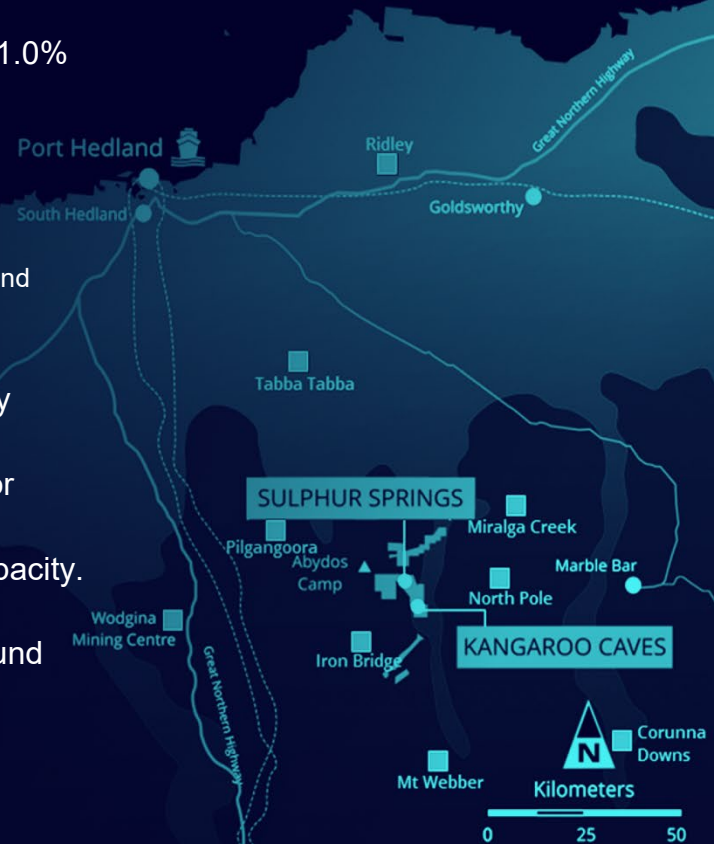 1.0%
Great Northern Highway
Port Hedland
Ridley
South Hedland
Goldsworthy
nd
Tabba Tabba
y
SULPHUR SPRINGS
or
Miralga Creek
Pilgangoora
Abydos
Camp
Marble Bar
pacity.
North Pole
Wodgina
Mining Centre
KANGAROO CAVES
und
Iron Bridge
Great Northern Highway
N
Corunna
Downs
Mt Webber
Kilometers
0 25 50